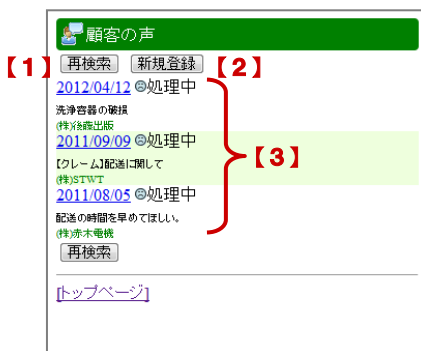 顧客の声
【1】 再検索 新規登録 【2】
2012/04/12 処理中
洗浄容器の破損
(株)後藤出版
2011/09/09 処理中
【クレーム】配送に関して
(株)STWT
【3】
2011/08/05 処理中
配送の時間を早めてほしい。
(株)赤木電機
再検索
[トップページ]